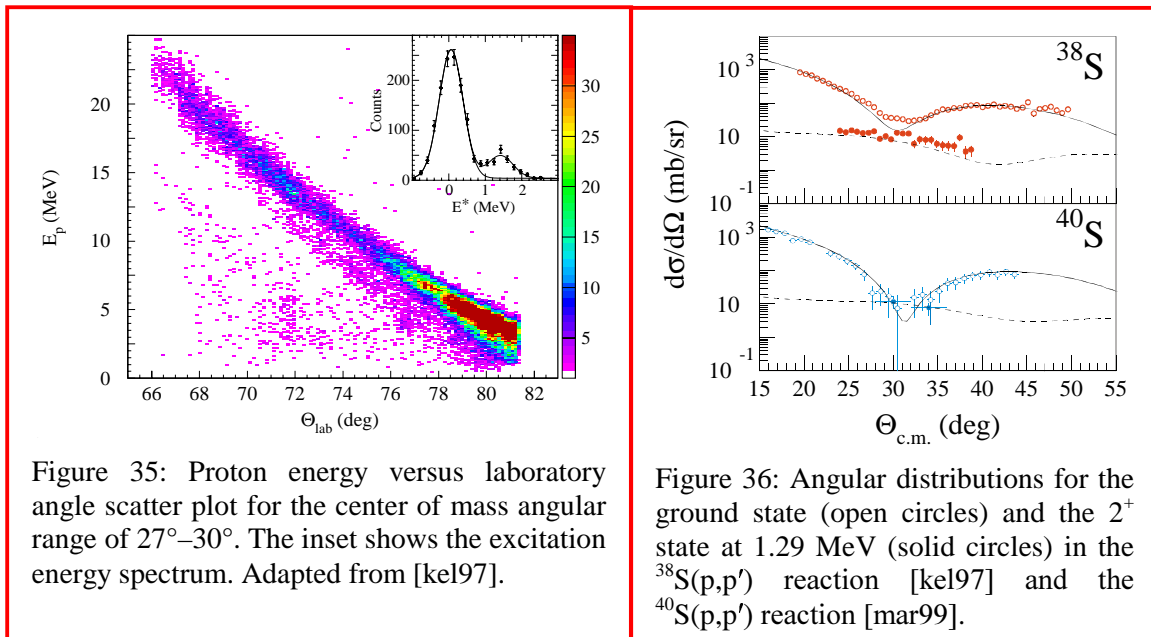 20
15
10
5
0
E_p (MeV)
66 68 70 72 74 76 78 80 82
Θ_lab (deg)
200
100
0
Counts
0 2
E* (MeV)
30
25
20
15
10
5
Figure 35: Proton energy versus laboratory
angle scatter plot for the center of mass angular
range of 27°–30°. The inset shows the excitation
energy spectrum. Adapted from [kel97].
³⁸S
10³
10
10⁻¹
⁴⁰S
10
10³
10
10⁻¹
10
dσ/dΩ (mb/sr)
15 20 25 30 35 40 45 50 55
Θ_c.m. (deg)
Figure 36: Angular distributions for the
ground state (open circles) and the 2⁺
state at 1.29 MeV (solid circles) in the
³⁸S(p,p′) reaction [kel97] and the
⁴⁰S(p,p′) reaction [mar99].